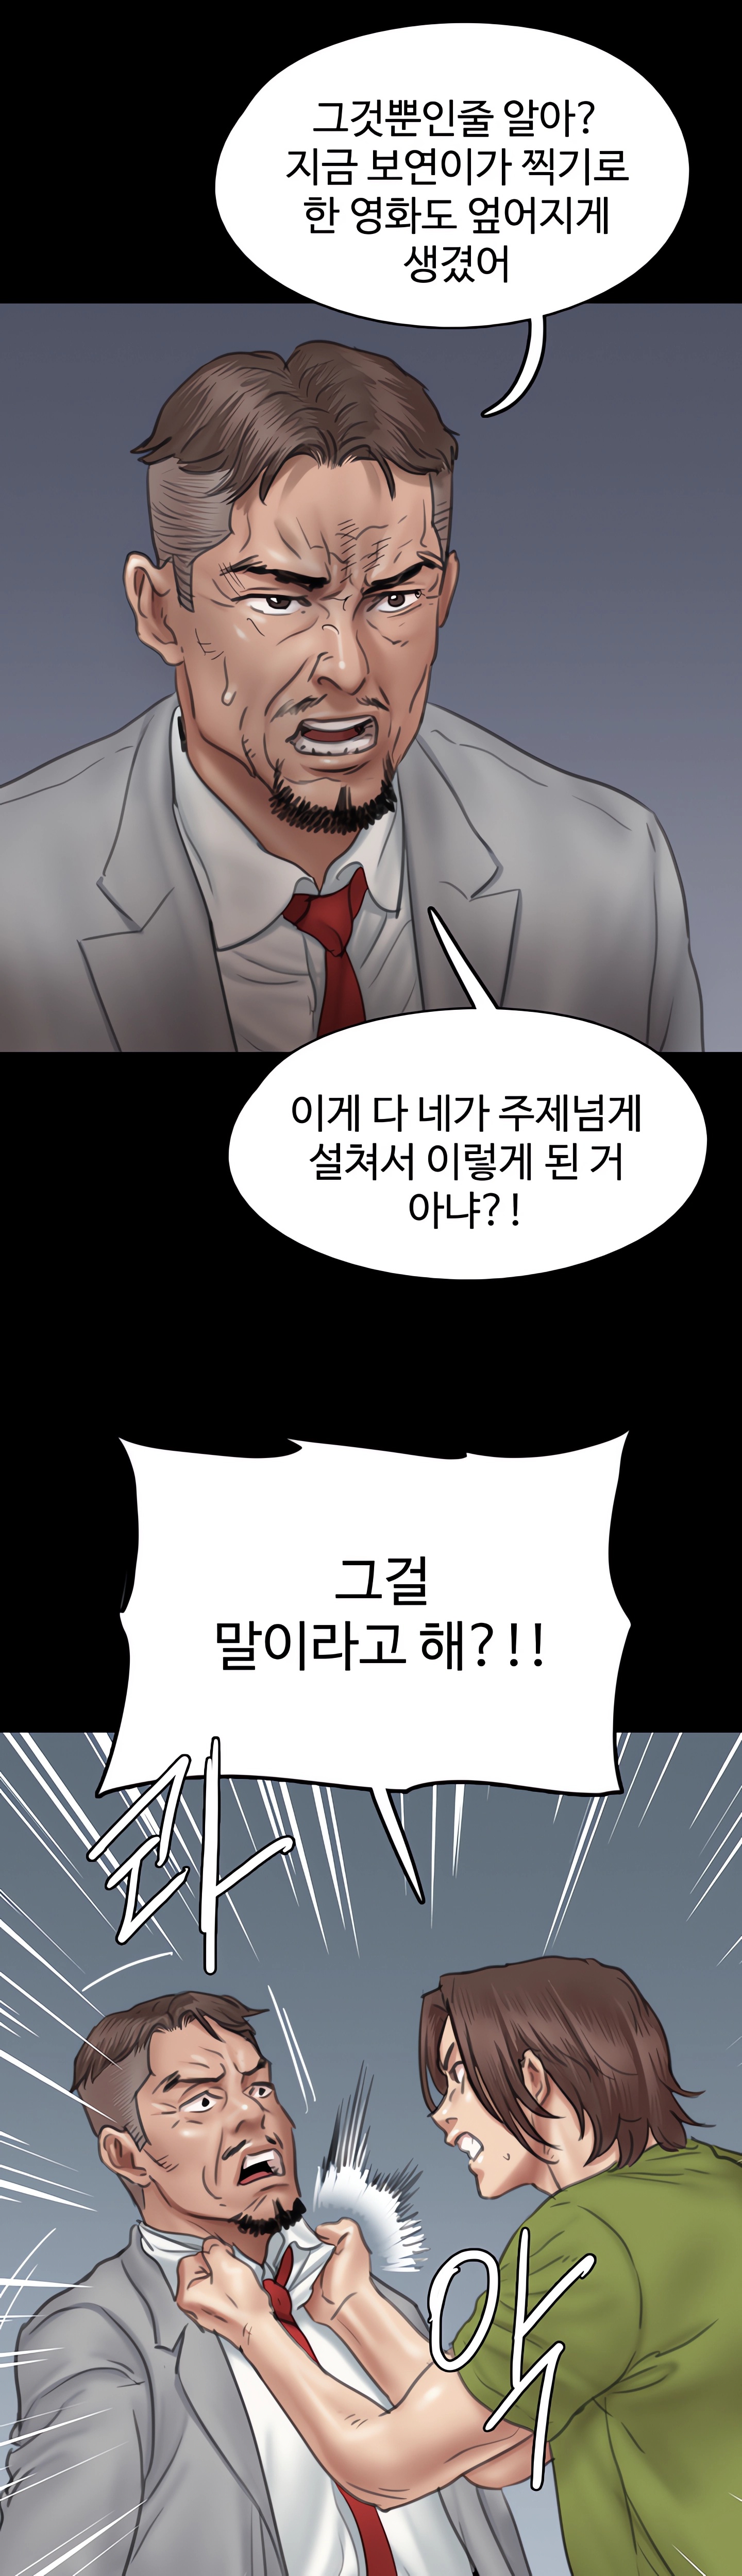 그것뿐인줄 알아?
지금 보연이가 찍기로
한 영화도 엎어지게
생겼어
이게 다 네가 주제넘게
설쳐서 이렇게 된 거
아냐?!
그걸
말이라고 해?!!
콱